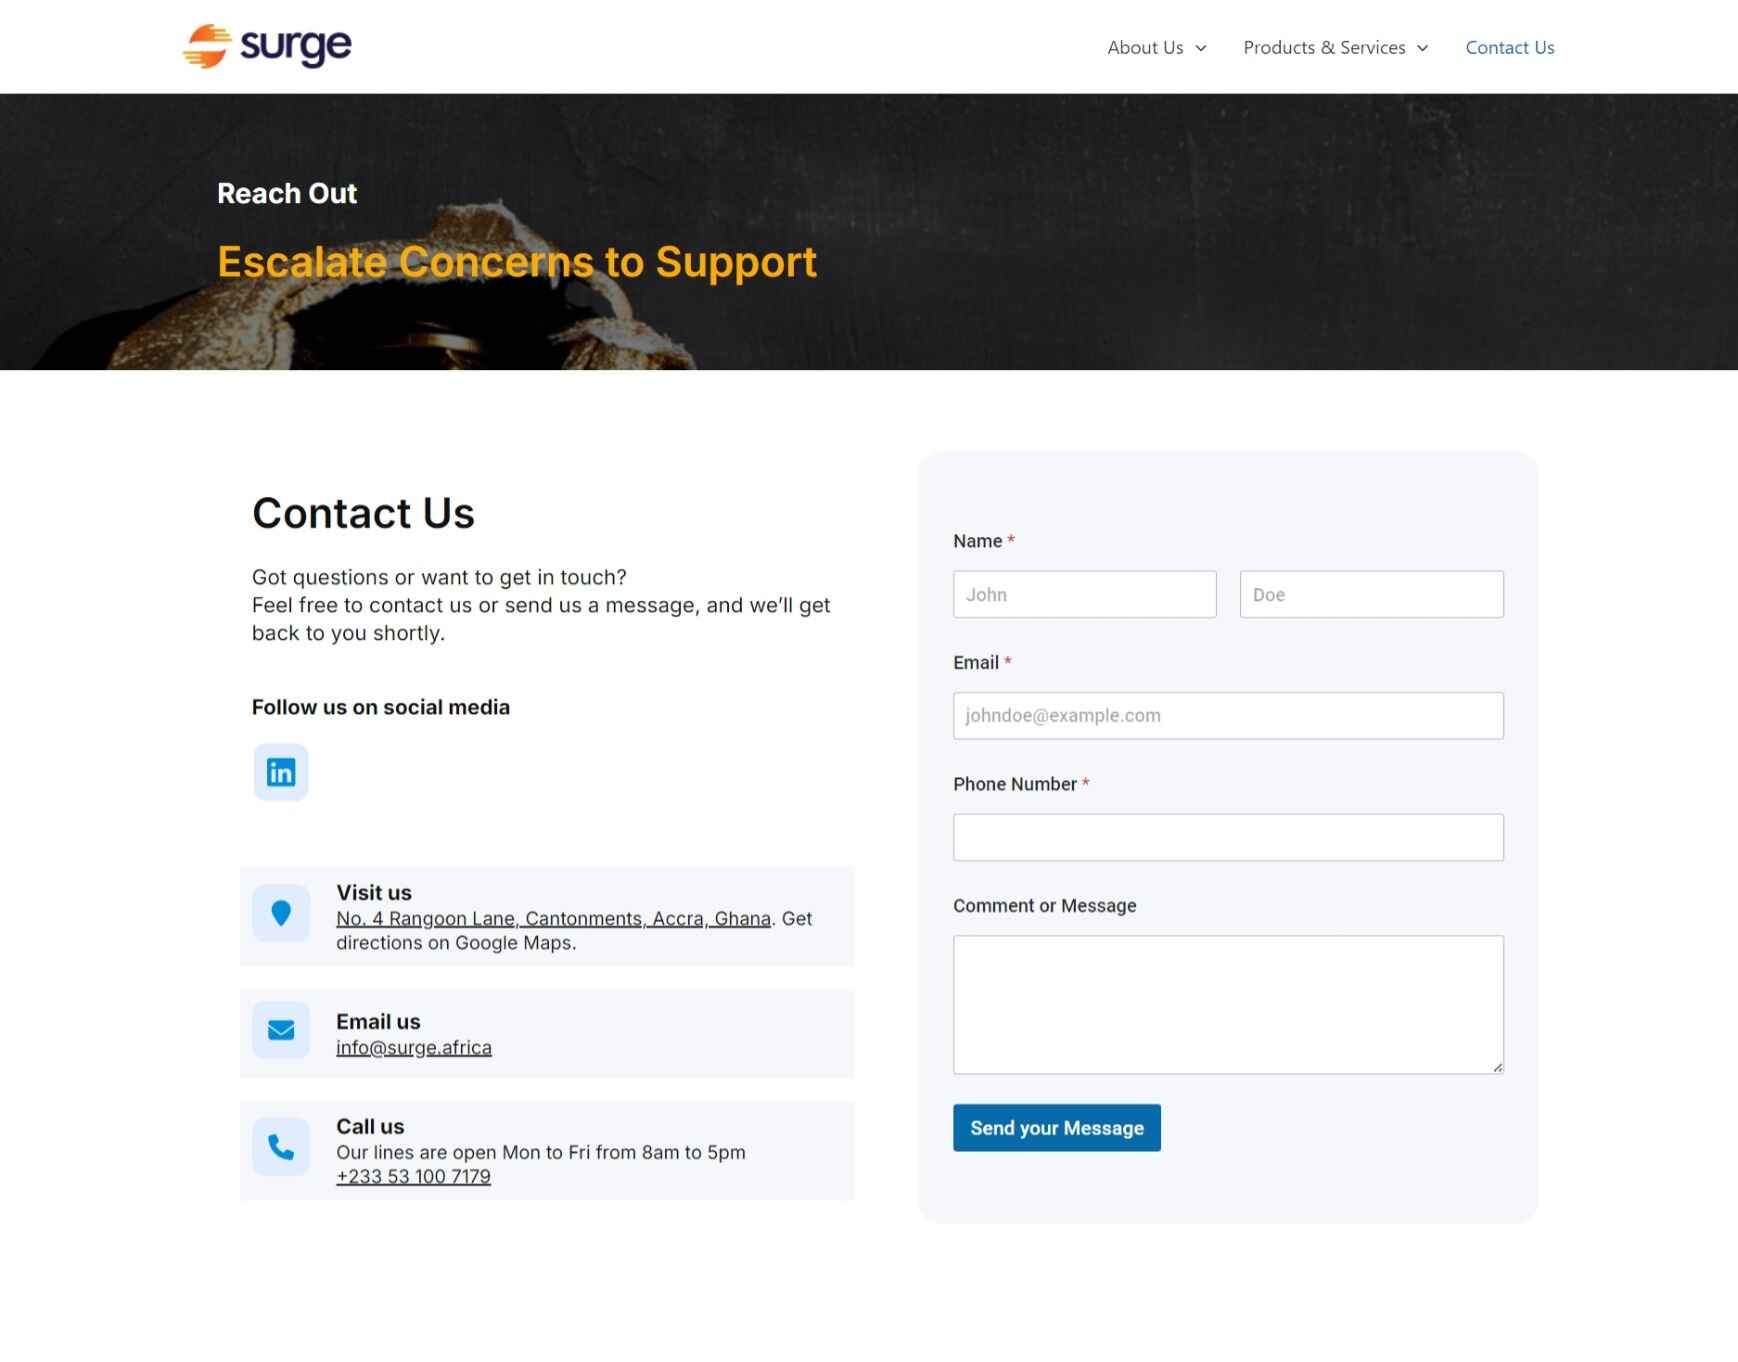 surge
About Us
Products & Services
Contact Us
Reach Out
Escalate Concerns to Support
Contact Us
Got questions or want to get in touch?
Feel free to contact us or send us a message, and we’ll get
back to you shortly.
Follow us on social media
in
Visit us
No. 4 Rangoon Lane, Cantonments, Accra, Ghana. Get
directions on Google Maps.
Email us
info@surge.africa
Call us
Our lines are open Mon to Fri from 8am to 5pm
+233 53 100 7179
Name *
John
Doe
Email *
johndoe@example.com
Phone Number *
Comment or Message
Send your Message